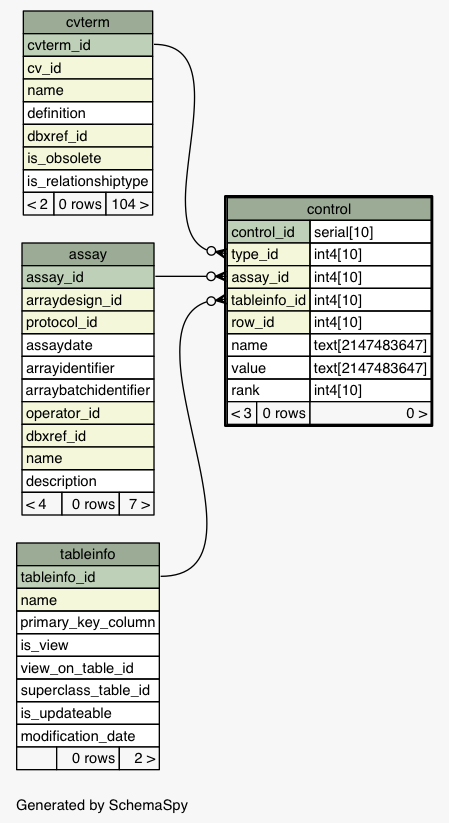 cvterm
cvterm_id
cv_id
name
definition
dbxref_id
is_obsolete
is_relationshiptype
< 2 0 rows 104 >
control
control_id serial[10]
type_id int4[10]
assay_id int4[10]
tableinfo_id int4[10]
row_id int4[10]
name text[2147483647]
value text[2147483647]
rank int4[10]
< 3 0 rows 0 >
assay
assay_id
arraydesign_id
protocol_id
assaydate
arrayidentifier
arraybatchidentifier
operator_id
dbxref_id
name
description
< 4 0 rows 7 >
tableinfo
tableinfo_id
name
primary_key_column
is_view
view_on_table_id
superclass_table_id
is_updateable
modification_date
0 rows 2 >
Generated by SchemaSpy